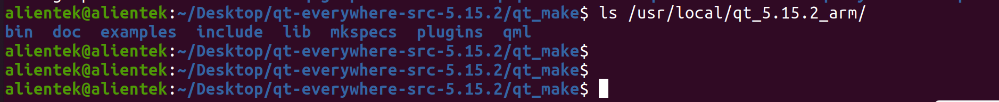 alientek@alientek:~/Desktop/qt-everywhere-src-5.15.2/qt_make$ ls /usr/local/qt_5.15.2_arm/
bin  doc  examples  include  lib  mkspecs  plugins  qml
alientek@alientek:~/Desktop/qt-everywhere-src-5.15.2/qt_make$
alientek@alientek:~/Desktop/qt-everywhere-src-5.15.2/qt_make$
alientek@alientek:~/Desktop/qt-everywhere-src-5.15.2/qt_make$